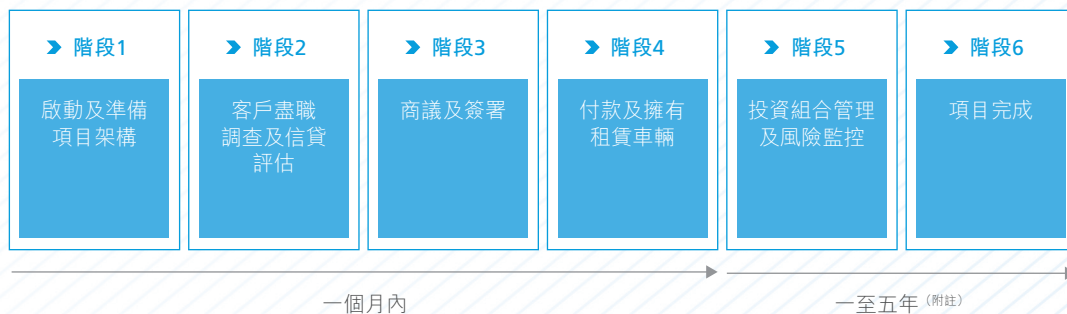 階段1
啟動及準備
項目架構
階段2
客戶盡職
調查及信貸
評估
階段3
商議及簽署
階段4
付款及擁有
租賃車輛
階段5
投資組合管理
及風險監控
階段6
項目完成
一個月內
一至五年（附註）